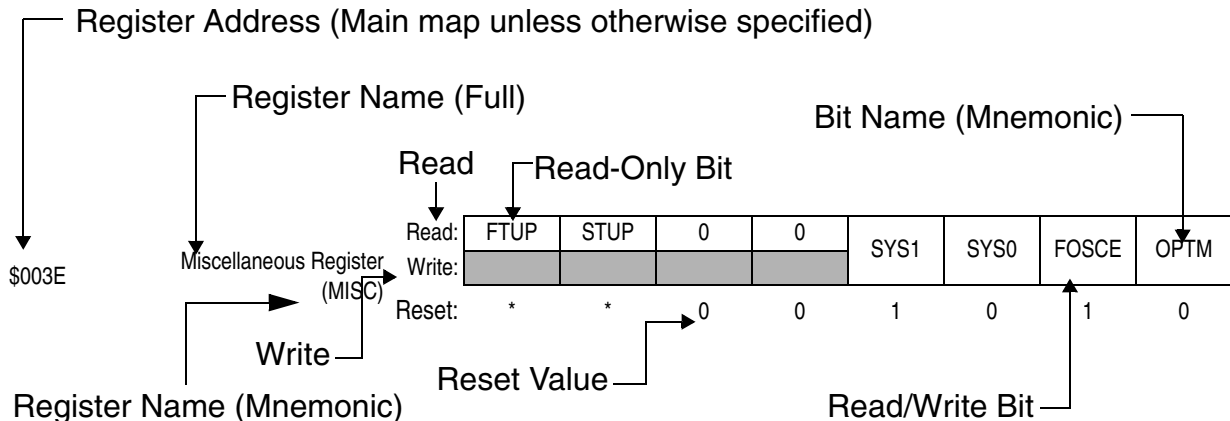 Register Address (Main map unless otherwise specified)
Register Name (Full)
Bit Name (Mnemonic)
Read
Read-Only Bit
Read: FTUP STUP 0 0 SYS1 SYS0 FOSCE OPTM
$003E Miscellaneous Register
(MISC)
Write:
Reset: * * 0 0 1 0 1 0
Write
Reset Value
Register Name (Mnemonic)
Read/Write Bit